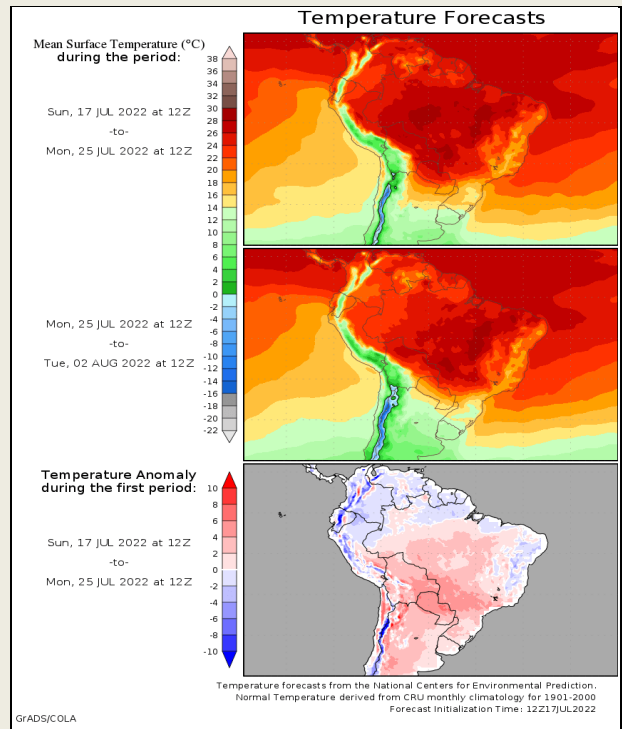 Temperature Forecasts
Mean Surface Temperature (°C)
during the period:
38
36
34
32
30
28
26
24
22
20
18
16
14
12
10
8
6
4
2
0
-2
-4
-6
-8
-10
-12
-14
-16
-18
-20
-22
Sun, 17 JUL 2022 at 12Z
-to-
Mon, 25 JUL 2022 at 12Z
Mon, 25 JUL 2022 at 12Z
-to-
Tue, 02 AUG 2022 at 12Z
Temperature Anomaly
during the first period:
10
8
6
4
2
0
-2
-4
-6
-8
-10
Sun, 17 JUL 2022 at 12Z
-to-
Mon, 25 JUL 2022 at 12Z
Temperature forecasts from the National Centers for Environmental Prediction.
Normal Temperature derived from CRU monthly climatology for 1901-2000
Forecast Initialization Time: 12Z17JUL2022
GrADS/COLA